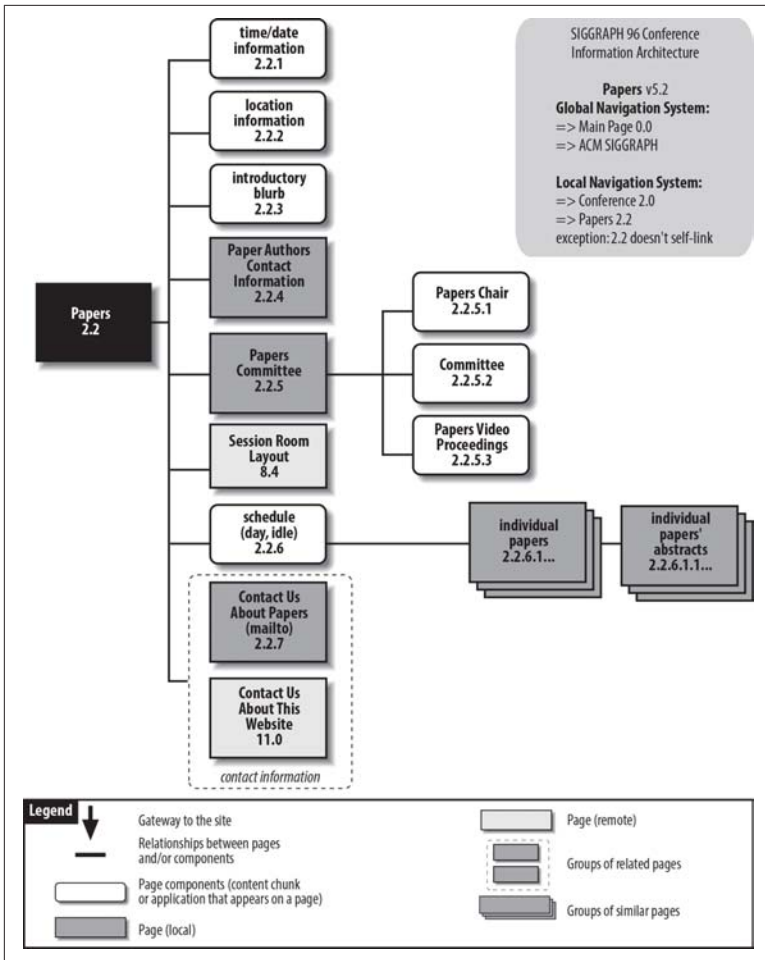 time/date
information
2.2.1
location
information
2.2.2
introductory
blurb
2.2.3
Paper Authors
Contact
Information
2.2.4
Papers
2.2
Papers
Committee
2.2.5
Session Room
Layout
8.4
schedule
(day, idle)
2.2.6
Contact Us
About Papers
(mailto)
2.2.7
Contact Us
About This
Website
11.0
contact information
Papers Chair
2.2.5.1
Committee
2.2.5.2
Papers Video
Proceedings
2.2.5.3
individual
papers
2.2.6.1...
individual
papers'
abstracts
2.2.6.1.1...
SIGGRAPH 96 Conference
Information Architecture
Papers v5.2
Global Navigation System:
=> Main Page 0.0
=> ACM SIGGRAPH
Local Navigation System:
=> Conference 2.0
=> Papers 2.2
exception: 2.2 doesn't self-link
Legend
Gateway to the site
Relationships between pages
and/or components
Page components (content chunk
or application that appears on a page)
Page (local)
Page (remote)
Groups of related pages
Groups of similar pages